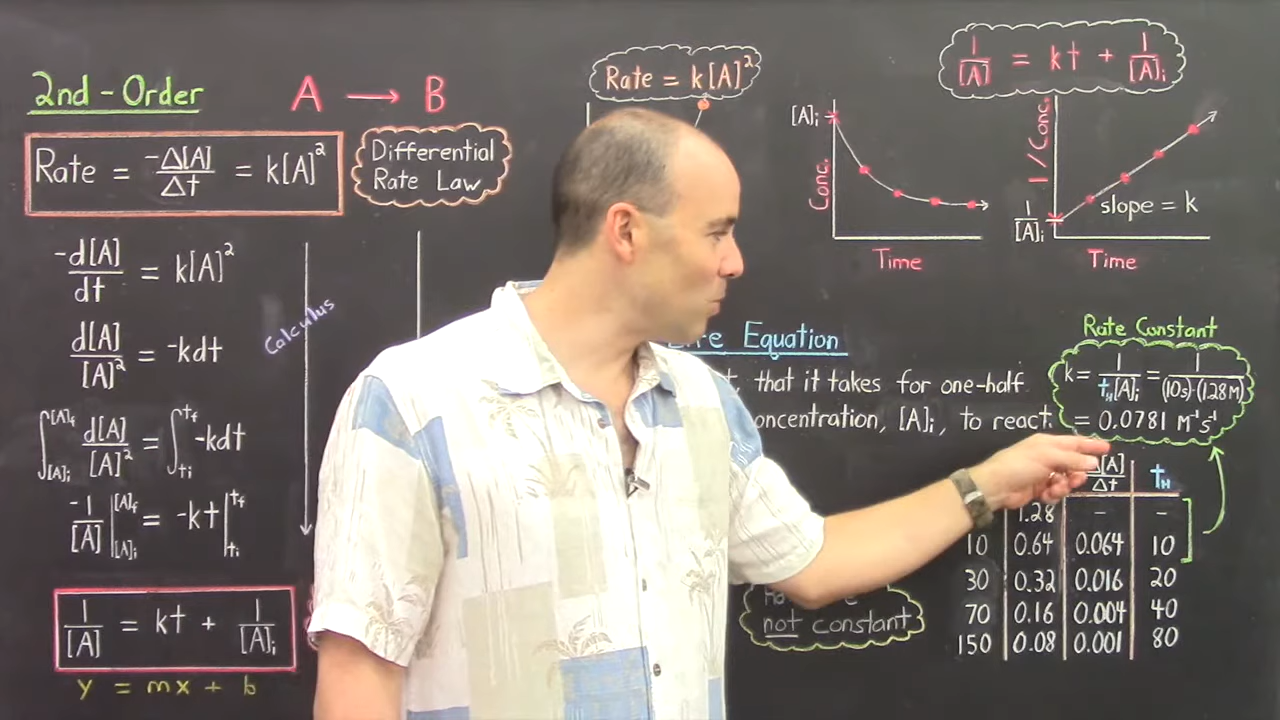 2nd-Order A → B
Rate = -Δ[A]/Δt = k[A]²
Differential
Rate Law
-d[A]/dt = k[A]²
d[A]/[A]² = -kdt
∫[A]ᵢ [A]f d[A]/[A]² = ∫tᵢ tf -kdt
-1/[A] |[A]ᵢ [A]f = -kt |tᵢ tf
1/[A] = kt + 1/[A]ᵢ
y = mx + b
Calculus
Rate = k[A]²
1/[A] = kt + 1/[A]ᵢ
[A]ᵢ
Conc.
Time
1/Conc.
1/[A]ᵢ
slope = k
Time
Equation
that it takes for one-half
concentration, [A]ᵢ, to react
Rate Constant
k = 1/(t_H[A]ᵢ) = 1/((10s)·(1.28M))
= 0.0781 M⁻¹s⁻¹
[A]/Δt t_H
1.28 - -
10 0.64 0.064 10
30 0.32 0.016 20
70 0.16 0.004 40
150 0.08 0.001 80
not constant